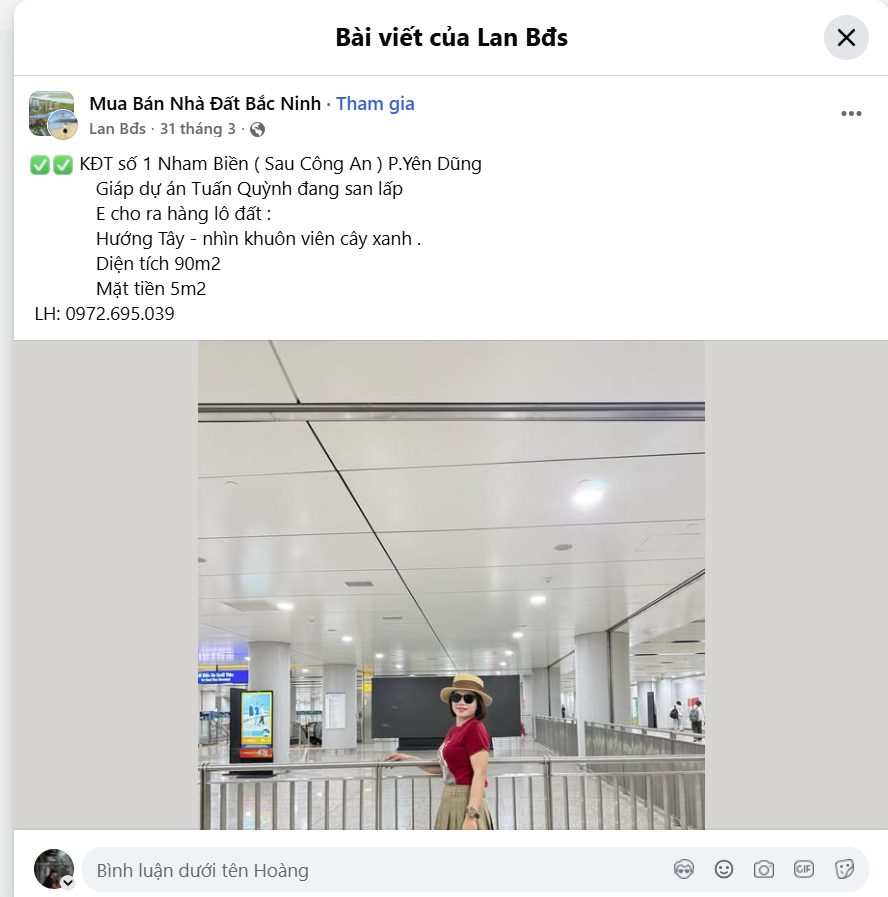 Bài viết của Lan Bđs
Mua Bán Nhà Đất Bắc Ninh · Tham gia
Lan Bđs · 31 tháng 3 ·
✅✅ KĐT số 1 Nham Biền ( Sau Công An ) P.Yên Dũng
Giáp dự án Tuấn Quỳnh đang san lấp
E cho ra hàng lô đất :
Hướng Tây - nhìn khuôn viên cây xanh .
Diện tích 90m2
Mặt tiền 5m2
LH: 0972.695.039
Bình luận dưới tên Hoàng
GIF